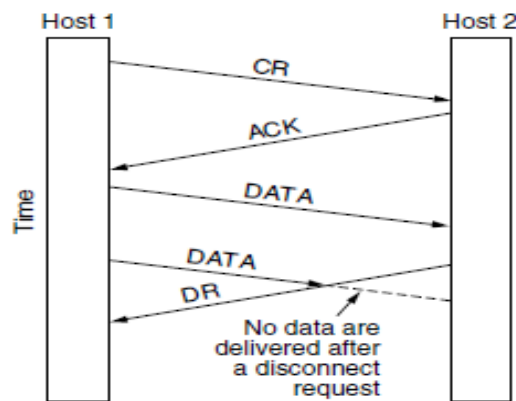 Host 1
Host 2
CR
ACK
DATA
DATA
DR
Time
No data are
delivered after
a disconnect
request